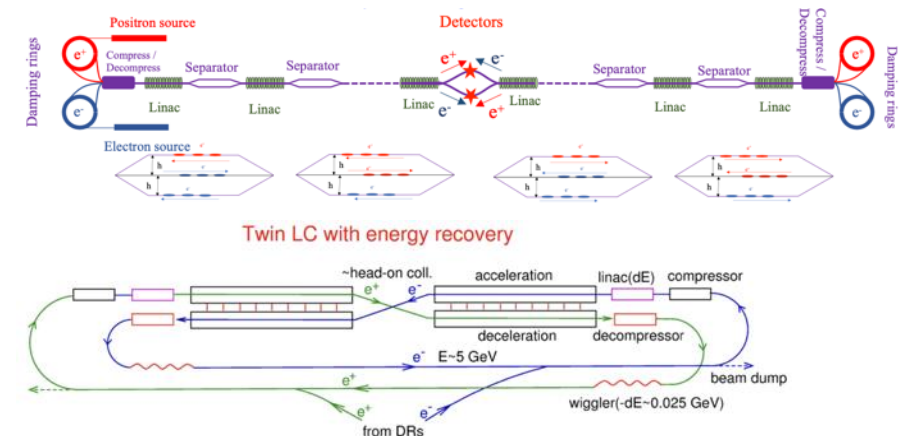 Positron source
Detectors
Compress /
Decompress
Damping rings
e⁺
e⁻
Compress /
Decompress
Separator
Separator
Linac
Linac
Linac
e⁺
e⁻
e⁻
e⁺
Linac
Separator
Separator
Linac
Linac
Compress /
Decompress
e⁺
e⁻
Damping rings
Electron source
h
h
h
h
h
h
h
h
Twin LC with energy recovery
~head-on coll.
acceleration
linac(dE)
compressor
e⁺
e⁻
deceleration
decompressor
e⁻
E~5 GeV
e⁺
beam dump
wiggler(-dE~0.025 GeV)
e⁺
e⁻
from DRs